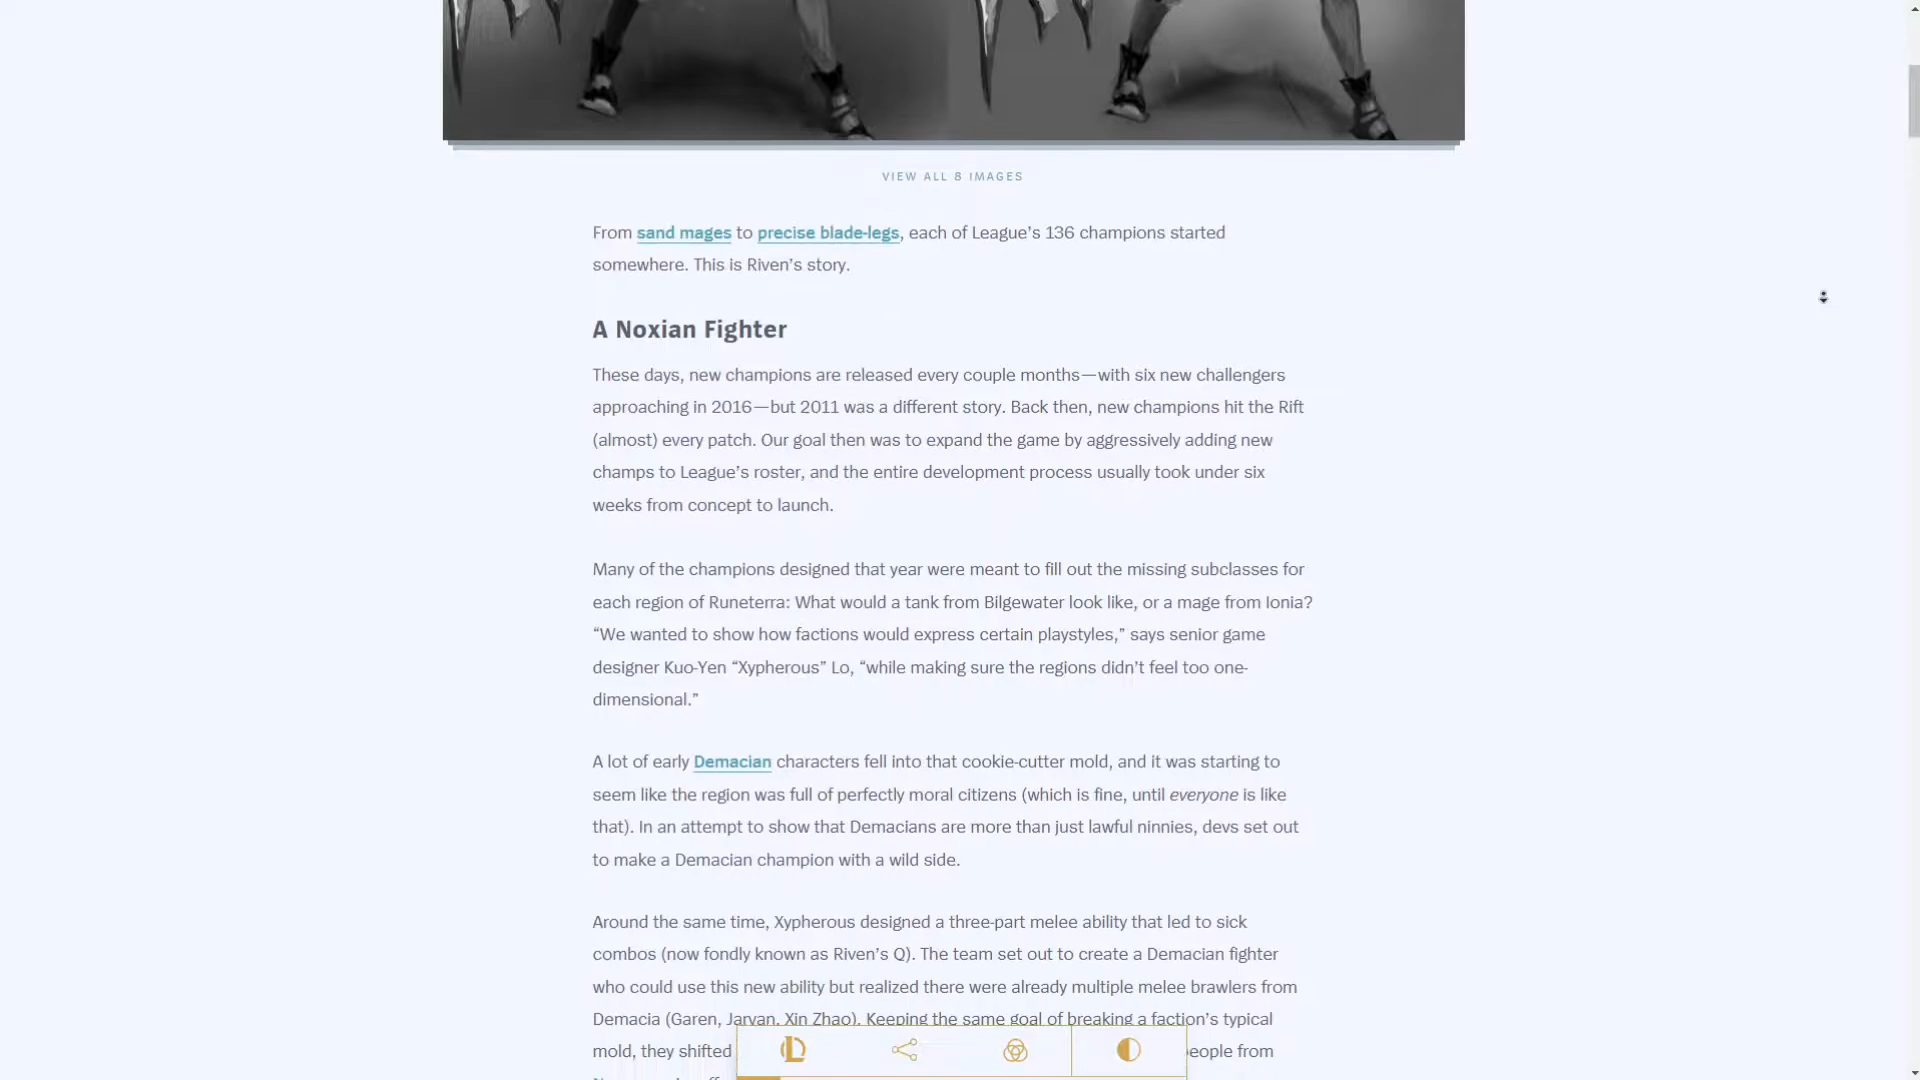 VIEW ALL 8 IMAGES
From sand mages to precise blade-legs, each of League’s 136 champions started
somewhere. This is Riven’s story.
A Noxian Fighter
These days, new champions are released every couple months—with six new challengers
approaching in 2016—but 2011 was a different story. Back then, new champions hit the Rift
(almost) every patch. Our goal then was to expand the game by aggressively adding new
champs to League’s roster, and the entire development process usually took under six
weeks from concept to launch.
Many of the champions designed that year were meant to fill out the missing subclasses for
each region of Runeterra: What would a tank from Bilgewater look like, or a mage from Ionia?
“We wanted to show how factions would express certain playstyles,” says senior game
designer Kuo-Yen “Xypherous” Lo, “while making sure the regions didn’t feel too one-
dimensional.”
A lot of early Demacian characters fell into that cookie-cutter mold, and it was starting to
seem like the region was full of perfectly moral citizens (which is fine, until everyone is like
that). In an attempt to show that Demacians are more than just lawful ninnies, devs set out
to make a Demacian champion with a wild side.
Around the same time, Xypherous designed a three-part melee ability that led to sick
combos (now fondly known as Riven’s Q). The team set out to create a Demacian fighter
who could use this new ability but realized there were already multiple melee brawlers from
Demacia (Garen, Jarvan, Xin Zhao). Keeping the same goal of breaking a faction’s typical
mold, they shifted people from